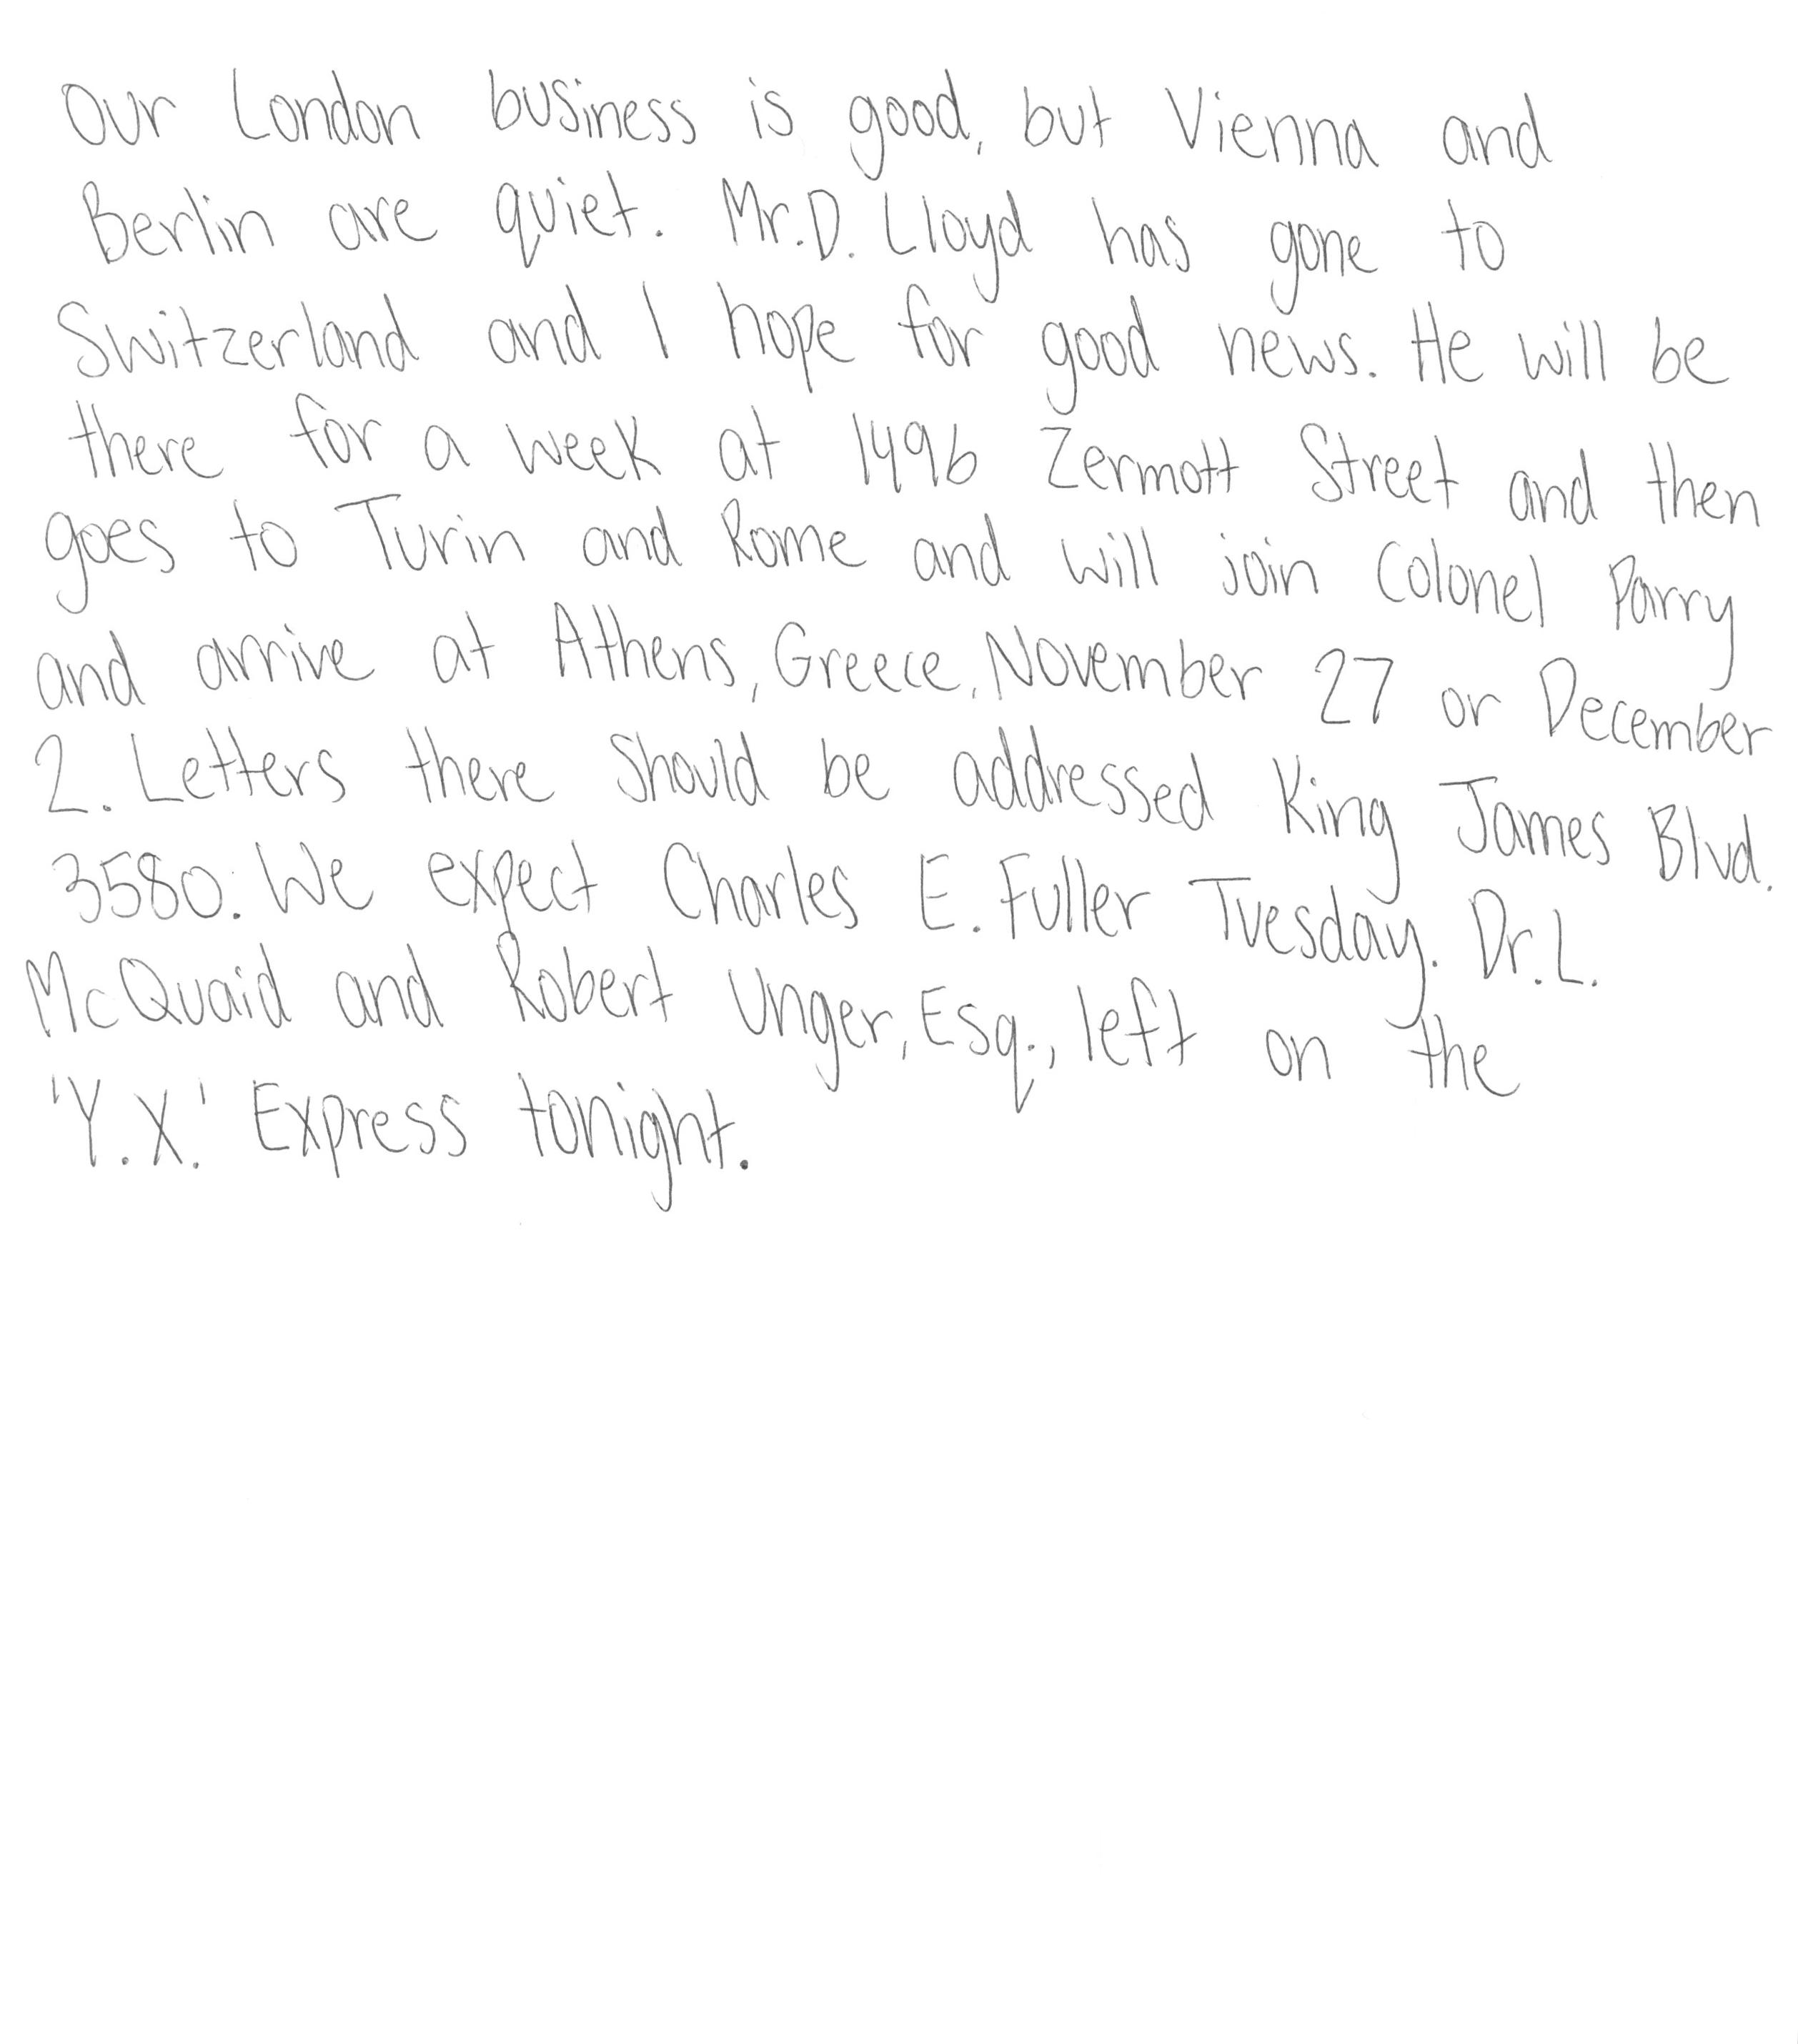 Our London business is good, but Vienna and
Berlin are quiet. Mr. D. Lloyd has gone to
Switzerland and I hope for good news. He will be
there for a week at 1496 Zermott Street and then
goes to Turin and Rome and will join Colonel Parry
and arrive at Athens, Greece, November 27 or December
2. Letters there should be addressed King James Blvd.
3580. We expect Charles E. Fuller Tuesday. Dr. L.
McQuaid and Robert Unger, Esq., left on the
'Y.X.' Express tonight.